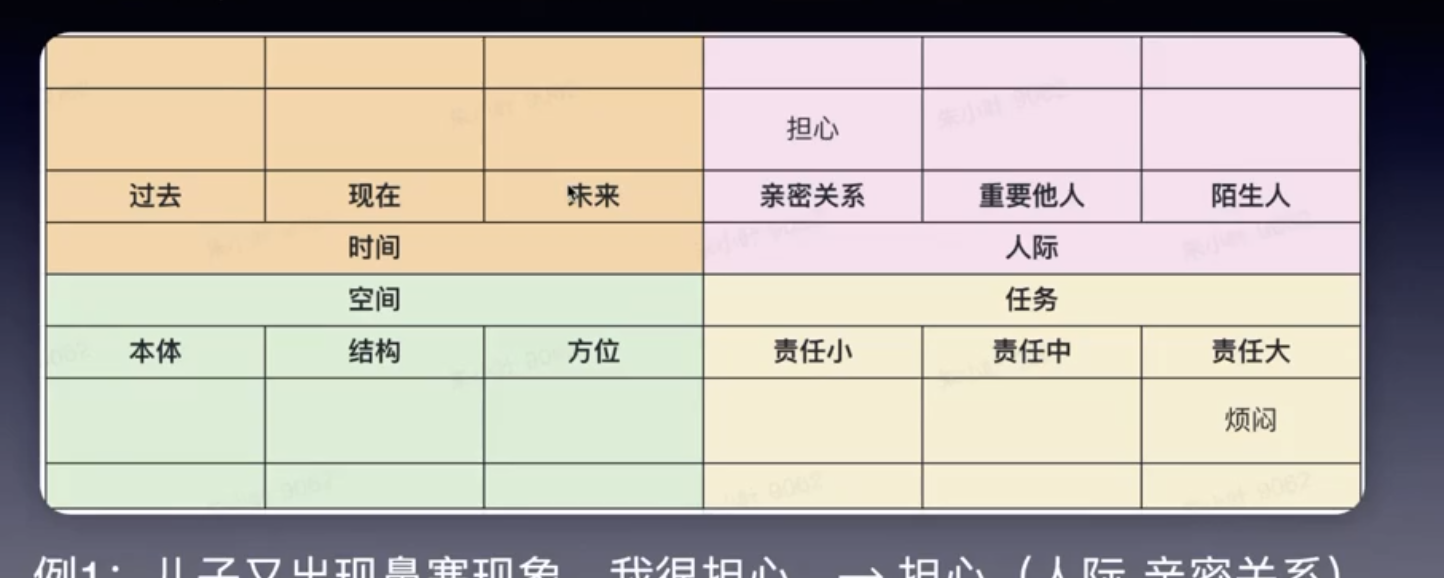 担心
过去 现在 未来 亲密关系 重要他人 陌生人
时间 人际
空间 任务
本体 结构 方位 责任小 责任中 责任大
烦闷
例1：儿子又出现鼻塞现象，我很担心。→ 担心（人际-亲密关系）